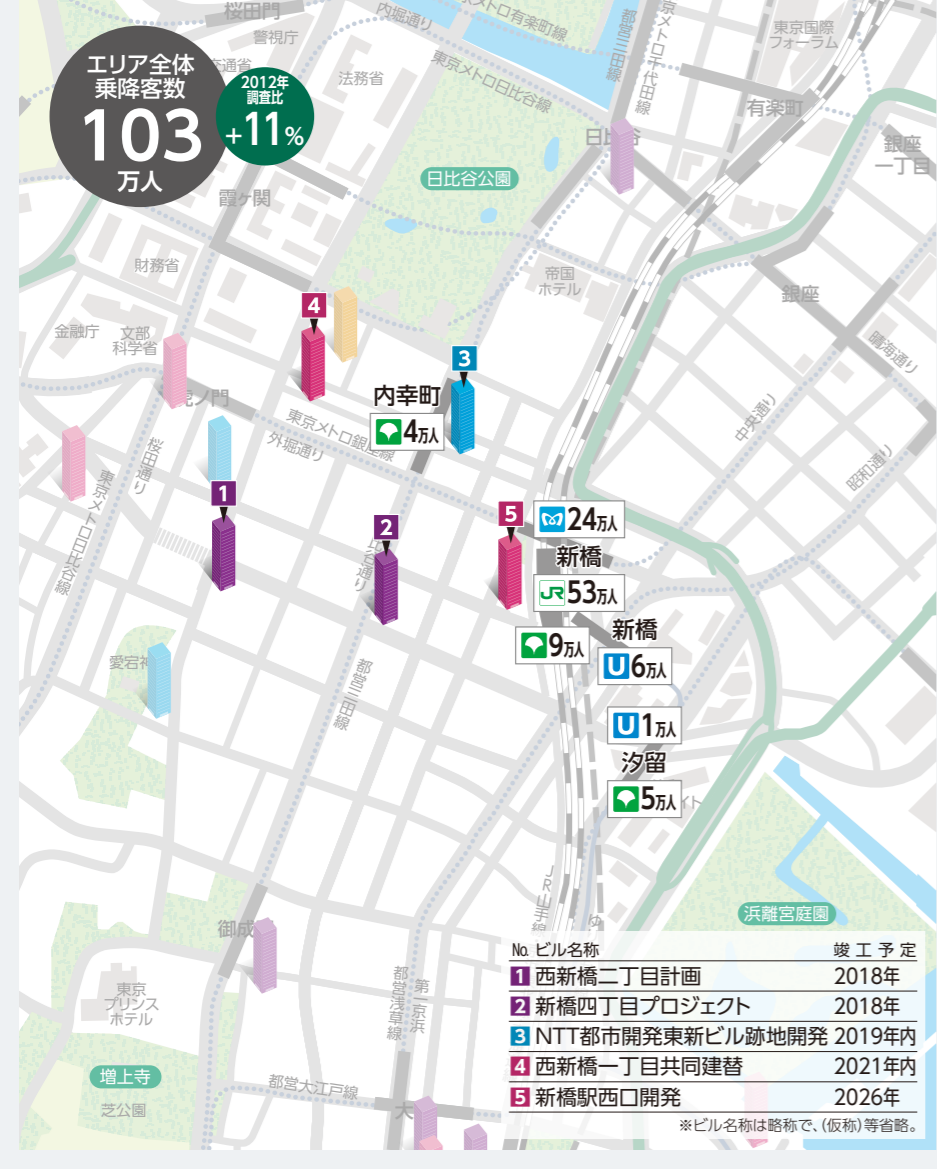 桜田門
内堀通り
東京メトロ有楽町線
都営三田線
東京メトロ千代田線
東京国際
フォーラム
警視庁
エリア全体
乗降客数
103
万人
2012年
調査比
+11%
法務省
東京メトロ日比谷線
有楽町
日比谷
銀座
一丁目
日比谷公園
霞ヶ関
財務省
帝国
ホテル
銀座
金融庁
文部
科学省
4
3
晴海通り
内幸町
4万人
虎ノ門
東京メトロ銀座線
外堀通り
中央通り
昭和通り
桜田通り
東京メトロ日比谷線
1
2
5
24万人
新橋
JR 53万人
新橋
9万人
U 6万人
U 1万人
汐留
5万人
愛宕神
都営三田線
JR山手線
ゆ
浜離宮庭園
御成
東京
プリンス
ホテル
都営浅草線
第一京浜
増上寺
芝公園
都営大江戸線
大
No. ビル名称 竣工予定
1 西新橋二丁目計画 2018年
2 新橋四丁目プロジェクト 2018年
3 NTT都市開発東新ビル跡地開発 2019年内
4 西新橋一丁目共同建替 2021年内
5 新橋駅西口開発 2026年
※ビル名称は略称で、(仮称)等省略。